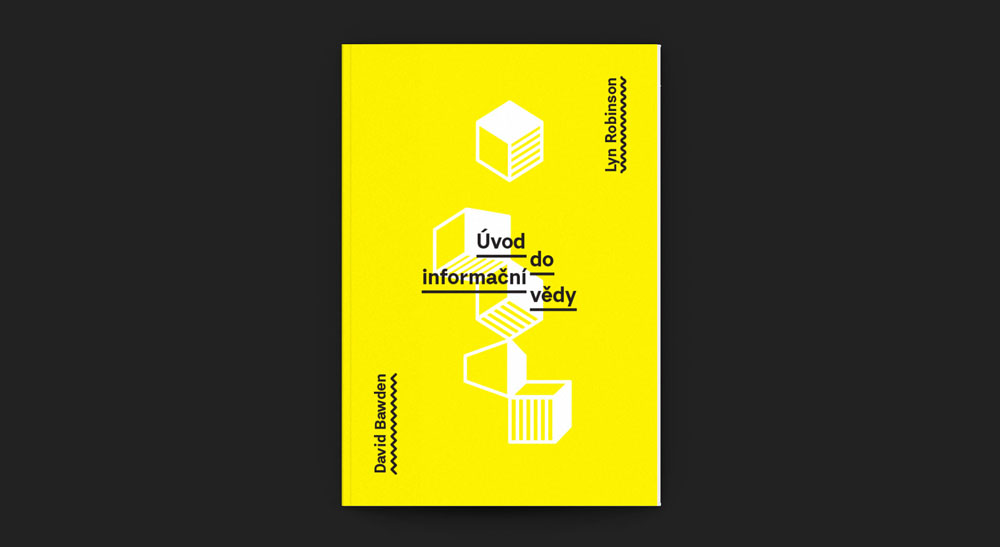 Lyn Robinson
Úvod
do
informační
vědy
David Bawden